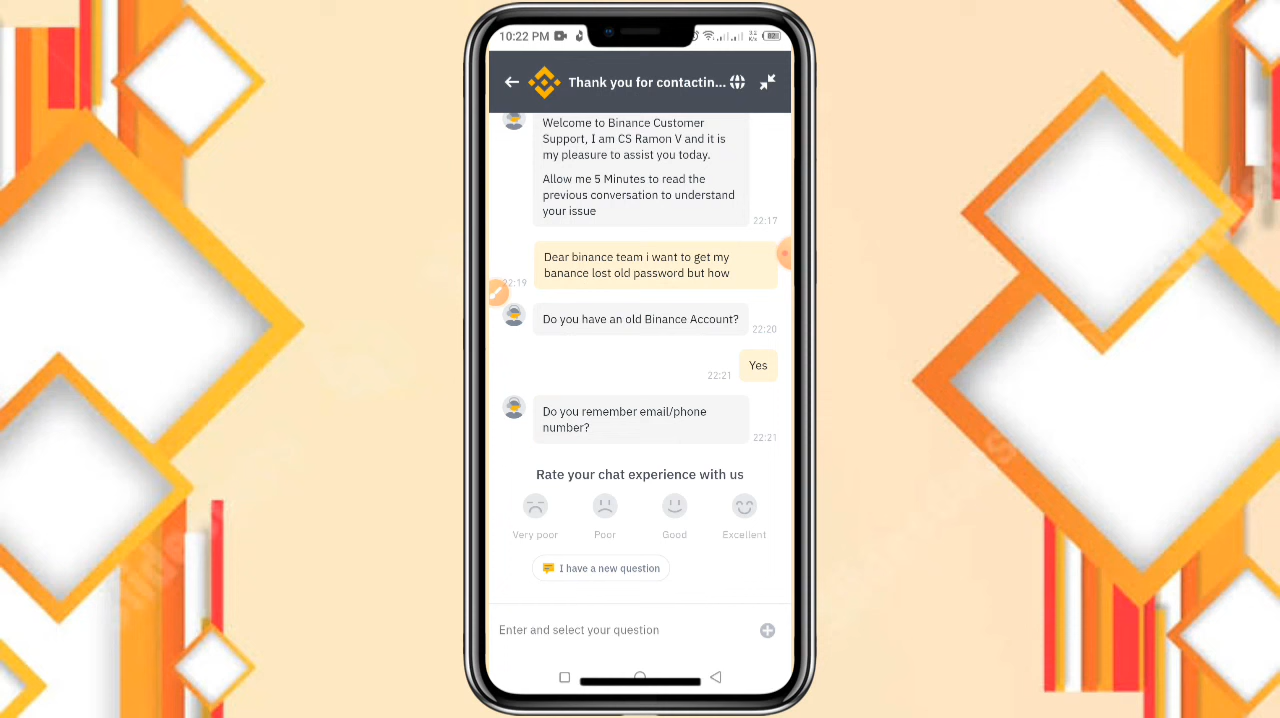 10:22 PM
Thank you for contactin...
Welcome to Binance Customer
Support, I am CS Ramon V and it is
my pleasure to assist you today.
Allow me 5 Minutes to read the
previous conversation to understand
your issue
22:17
Dear binance team i want to get my
banance lost old password but how
22:19
Do you have an old Binance Account?
22:20
Yes
22:21
Do you remember email/phone
number?
22:21
Rate your chat experience with us
Very poor Poor Good Excellent
I have a new question
Enter and select your question